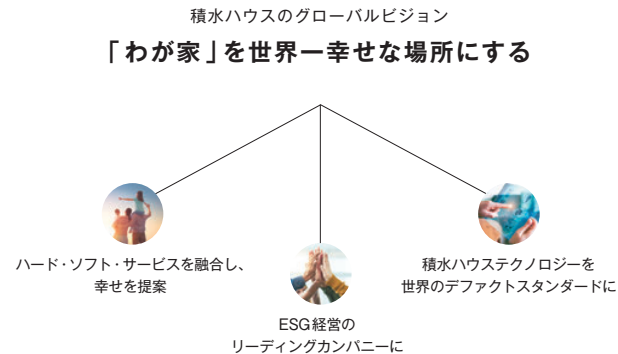 積水ハウスのグローバルビジョン
「わが家」を世界一幸せな場所にする
ハード・ソフト・サービスを融合し、
幸せを提案
ESG経営の
リーディングカンパニーに
積水ハウステクノロジーを
世界のデファクトスタンダードに